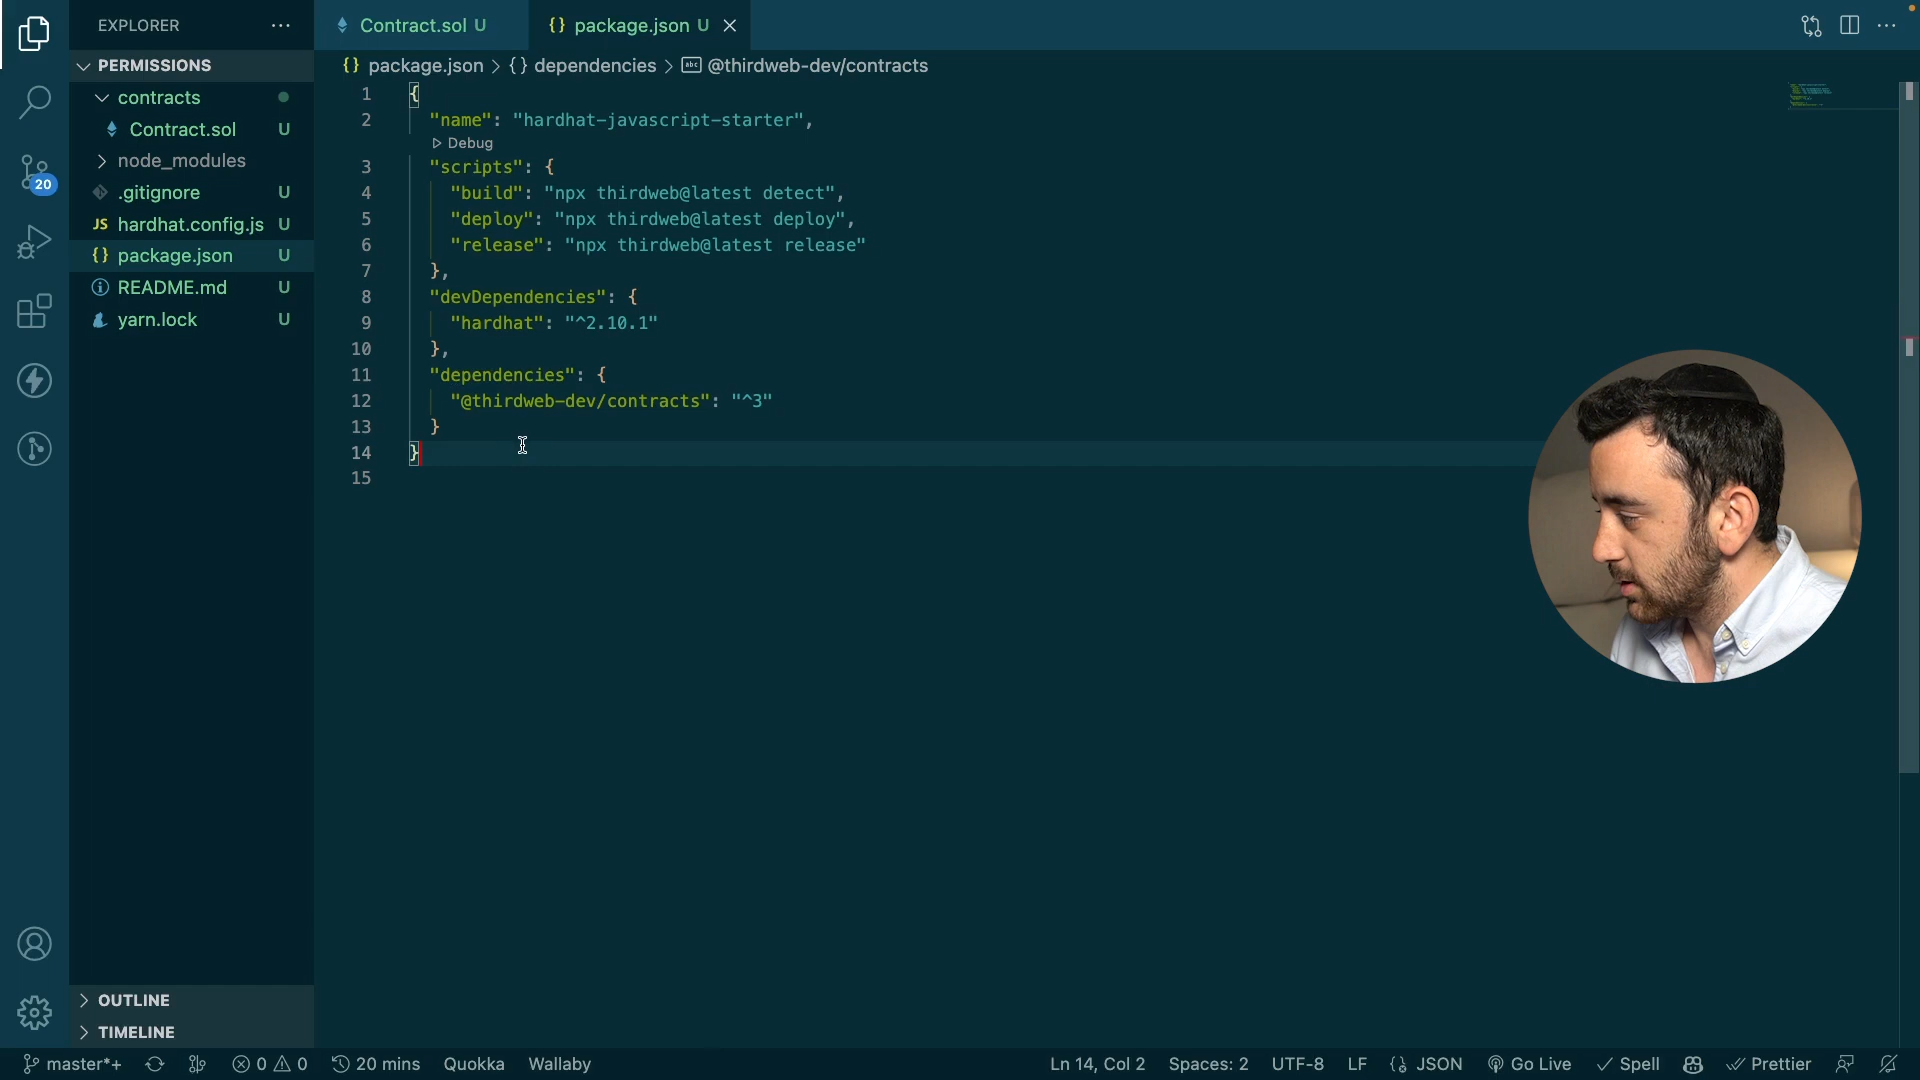 EXPLORER
PERMISSIONS
contracts
Contract.sol U
node_modules
.gitignore U
JS hardhat.config.js U
{} package.json U
README.md U
yarn.lock U
20
OUTLINE
TIMELINE
Contract.sol U
{} package.json U
{} package.json > {} dependencies > abc @thirdweb-dev/contracts
1 {
2 "name": "hardhat-javascript-starter",
Debug
3 "scripts": {
4 "build": "npx thirdweb@latest detect",
5 "deploy": "npx thirdweb@latest deploy",
6 "release": "npx thirdweb@latest release"
7 },
8 "devDependencies": {
9 "hardhat": "^2.10.1"
10 },
11 "dependencies": {
12 "@thirdweb-dev/contracts": "^3"
13 }
14 }
15
master*+ 0 0 20 mins Quokka Wallaby Ln 14, Col 2 Spaces: 2 UTF-8 LF JSON Go Live Spell Prettier